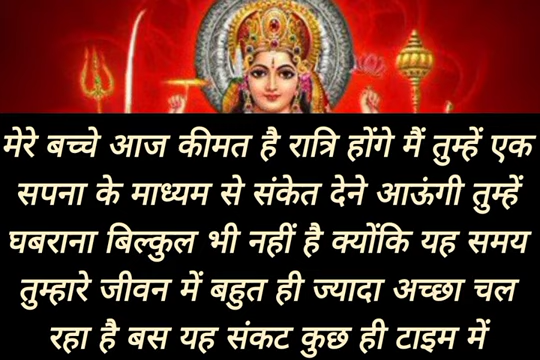 मेरे बच्चे आज कीमत है रात्रि होंगे मैं तुम्हें एक
सपना के माध्यम से संकेत देने आऊंगी तुम्हें
घबराना बिल्कुल भी नहीं है क्योंकि यह समय
तुम्हारे जीवन में बहुत ही ज्यादा अच्छा चल
रहा है बस यह संकट कुछ ही टाइम में